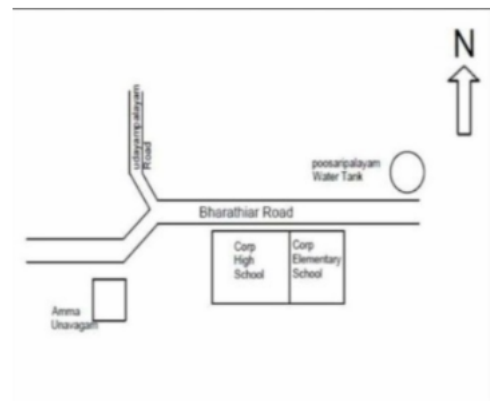 N
udayampalayam
Road
poosaripalayam
Water Tank
Bharathiar Road
Corp
High
School
Corp
Elementary
School
Amma
Unavagam